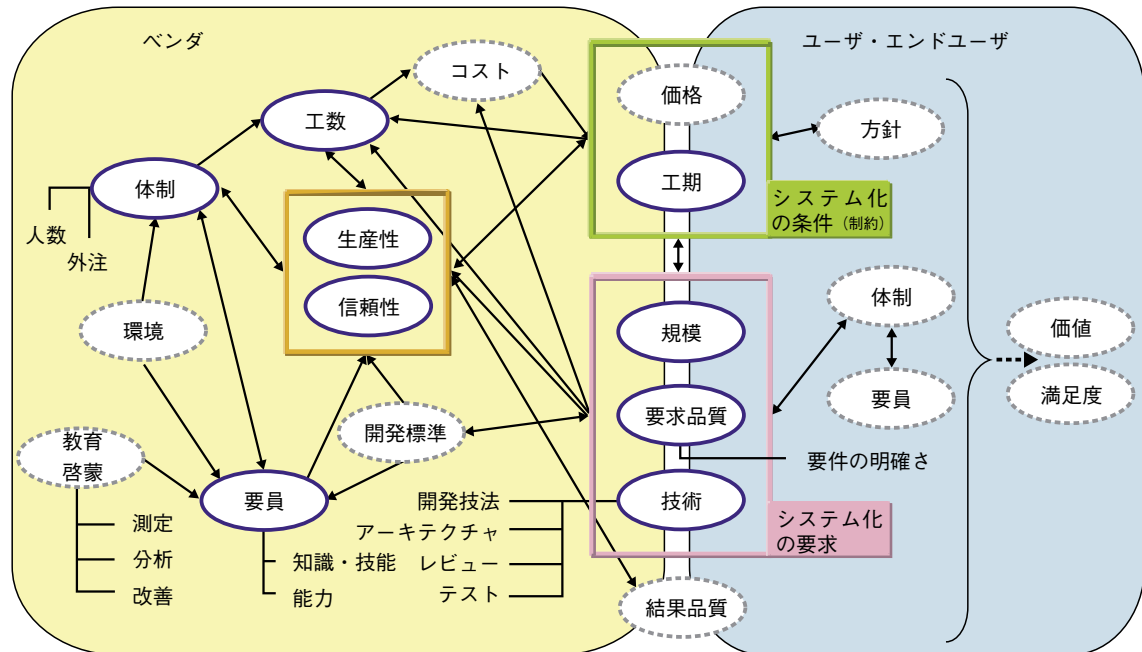 ベンダ
ユーザ・エンドユーザ
コスト
価格
工数
方針
体制
工期
システム化
の条件（制約）
人数
外注
生産性
信頼性
環境
規模
体制
価値
要員
満足度
要求品質
開発標準
教育
啓蒙
要件の明確さ
要員
開発技法
技術
アーキテクチャ
システム化
の要求
測定
分析
改善
知識・技能
能力
レビュー
テスト
結果品質